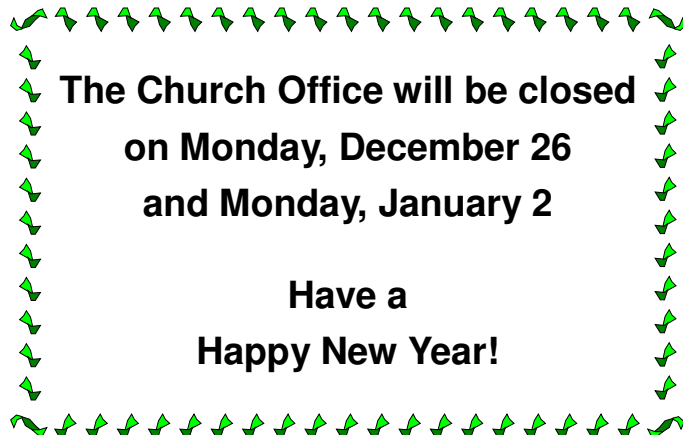 The Church Office will be closed
on Monday, December 26
and Monday, January 2
Have a
Happy New Year!